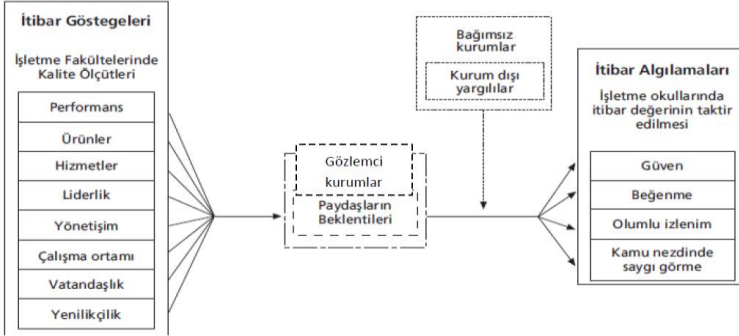 İtibar Göstegeleri
İşletme Fakültelerinde
Kalite Ölçütleri
Performans
Ürünler
Hizmetler
Liderlik
Yönetişim
Çalışma ortamı
Vatandaşlık
Yenilikçilik
Gözlemci
kurumlar
Paydaşların
Beklentileri
Bağımsız
kurumlar
Kurum dışı
yargılılar
İtibar Algılamaları
İşletme okullarında
itibar değerinin taktir
edilmesi
Güven
Beğenme
Olumlu izlenim
Kamu nezdinde
saygı görme